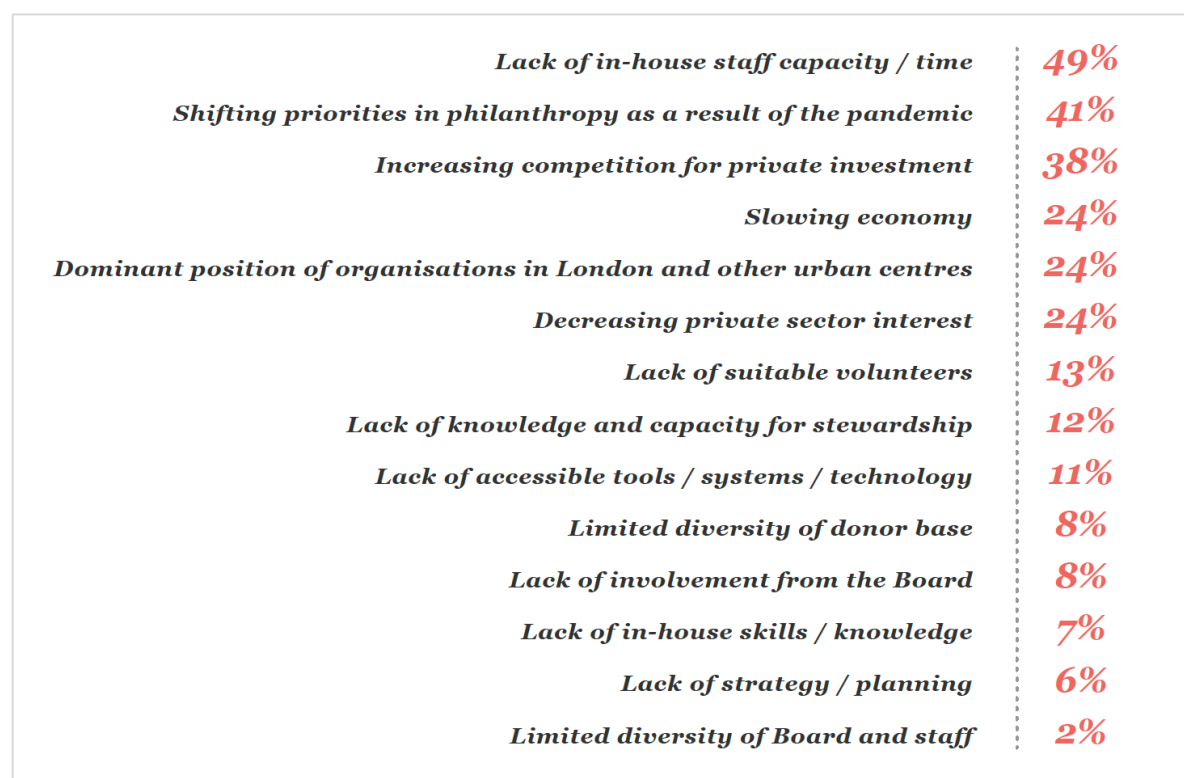 Lack of in-house staff capacity / time 49%
Shifting priorities in philanthropy as a result of the pandemic 41%
Increasing competition for private investment 38%
Slowing economy 24%
Dominant position of organisations in London and other urban centres 24%
Decreasing private sector interest 24%
Lack of suitable volunteers 13%
Lack of knowledge and capacity for stewardship 12%
Lack of accessible tools / systems / technology 11%
Limited diversity of donor base 8%
Lack of involvement from the Board 8%
Lack of in-house skills / knowledge 7%
Lack of strategy / planning 6%
Limited diversity of Board and staff 2%